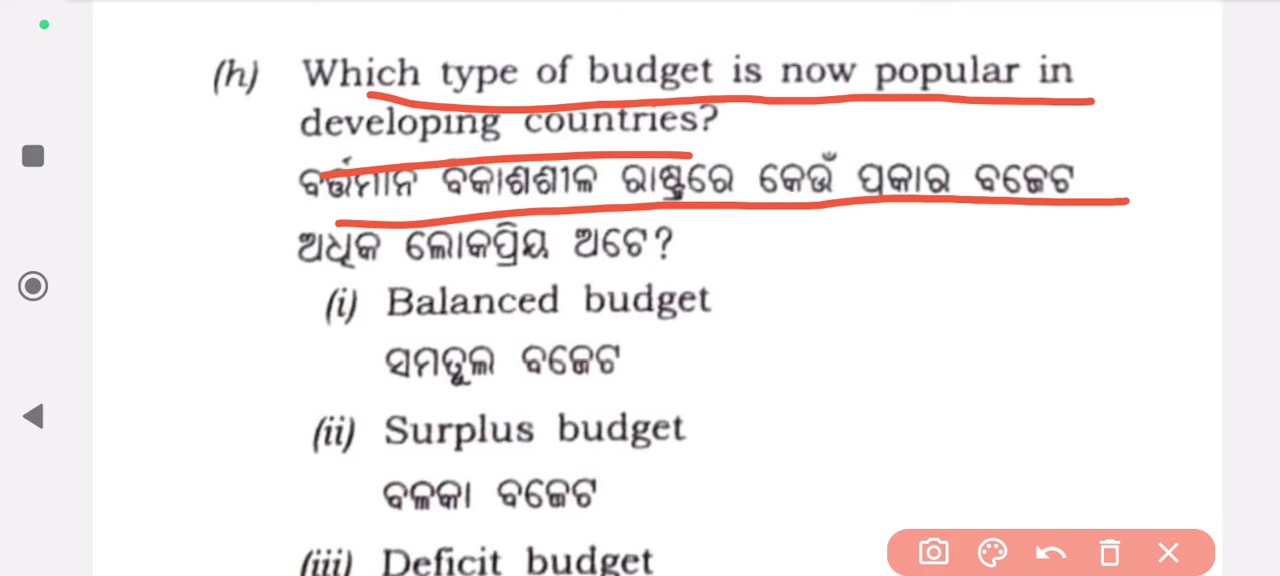 (h) Which type of budget is now popular in
developing countries?
ବର୍ତ୍ତମାନ ବିକାଶଶୀଳ ରାଷ୍ଟ୍ରରେ କେଉଁ ପ୍ରକାର ବଜେଟ
ଅଧିକ ଲୋକପ୍ରିୟ ଅଟେ?
(i) Balanced budget
ସମତୁଲ ବଜେଟ
(ii) Surplus budget
ବଳକା ବଜେଟ
(iii) Deficit budget